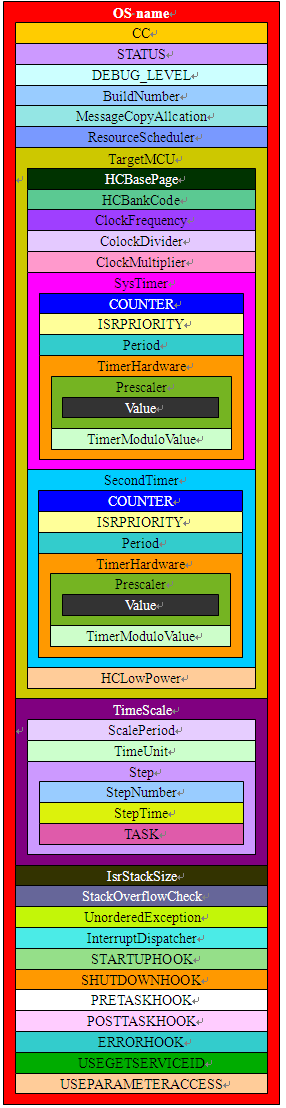 OS name
CC
STATUS
DEBUG_LEVEL
BuildNumber
MessageCopyAllcation
ResourceScheduler
TargetMCU
HCBasePage
HCBankCode
ClockFrequency
ColockDivider
ClockMultiplier
SysTimer
COUNTER
ISRPRIORITY
Period
TimerHardware
Prescaler
Value
TimerModuloValue
SecondTimer
COUNTER
ISRPRIORITY
Period
TimerHardware
Prescaler
Value
TimerModuloValue
HCLowPower
TimeScale
ScalePeriod
TimeUnit
Step
StepNumber
StepTime
TASK
IsrStackSize
StackOverflowCheck
UnorderedException
InterruptDispatcher
STARTUPHOOK
SHUTDOWNHOOK
PRETASKHOOK
POSTTASKHOOK
ERRORHOOK
USEGETSERVICEID
USEPARAMETERACCESS